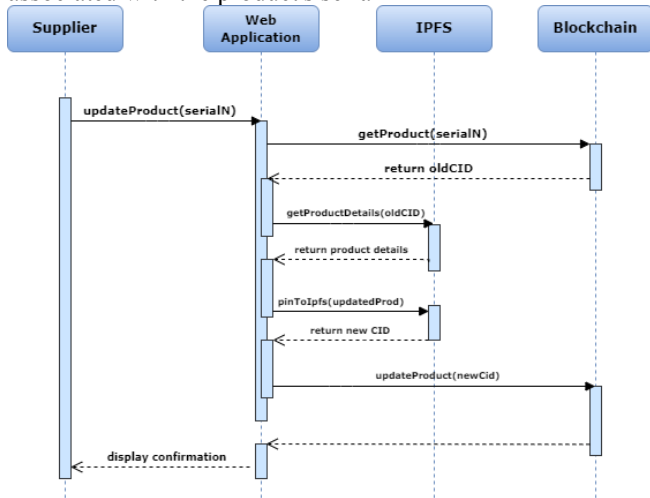 Supplier
Web
Application
IPFS
Blockchain
updateProduct(serialN)
getProduct(serialN)
return oldCID
getProductDetails(oldCID)
return product details
pinToIpfs(updatedProd)
return new CID
updateProduct(newCid)
display confirmation